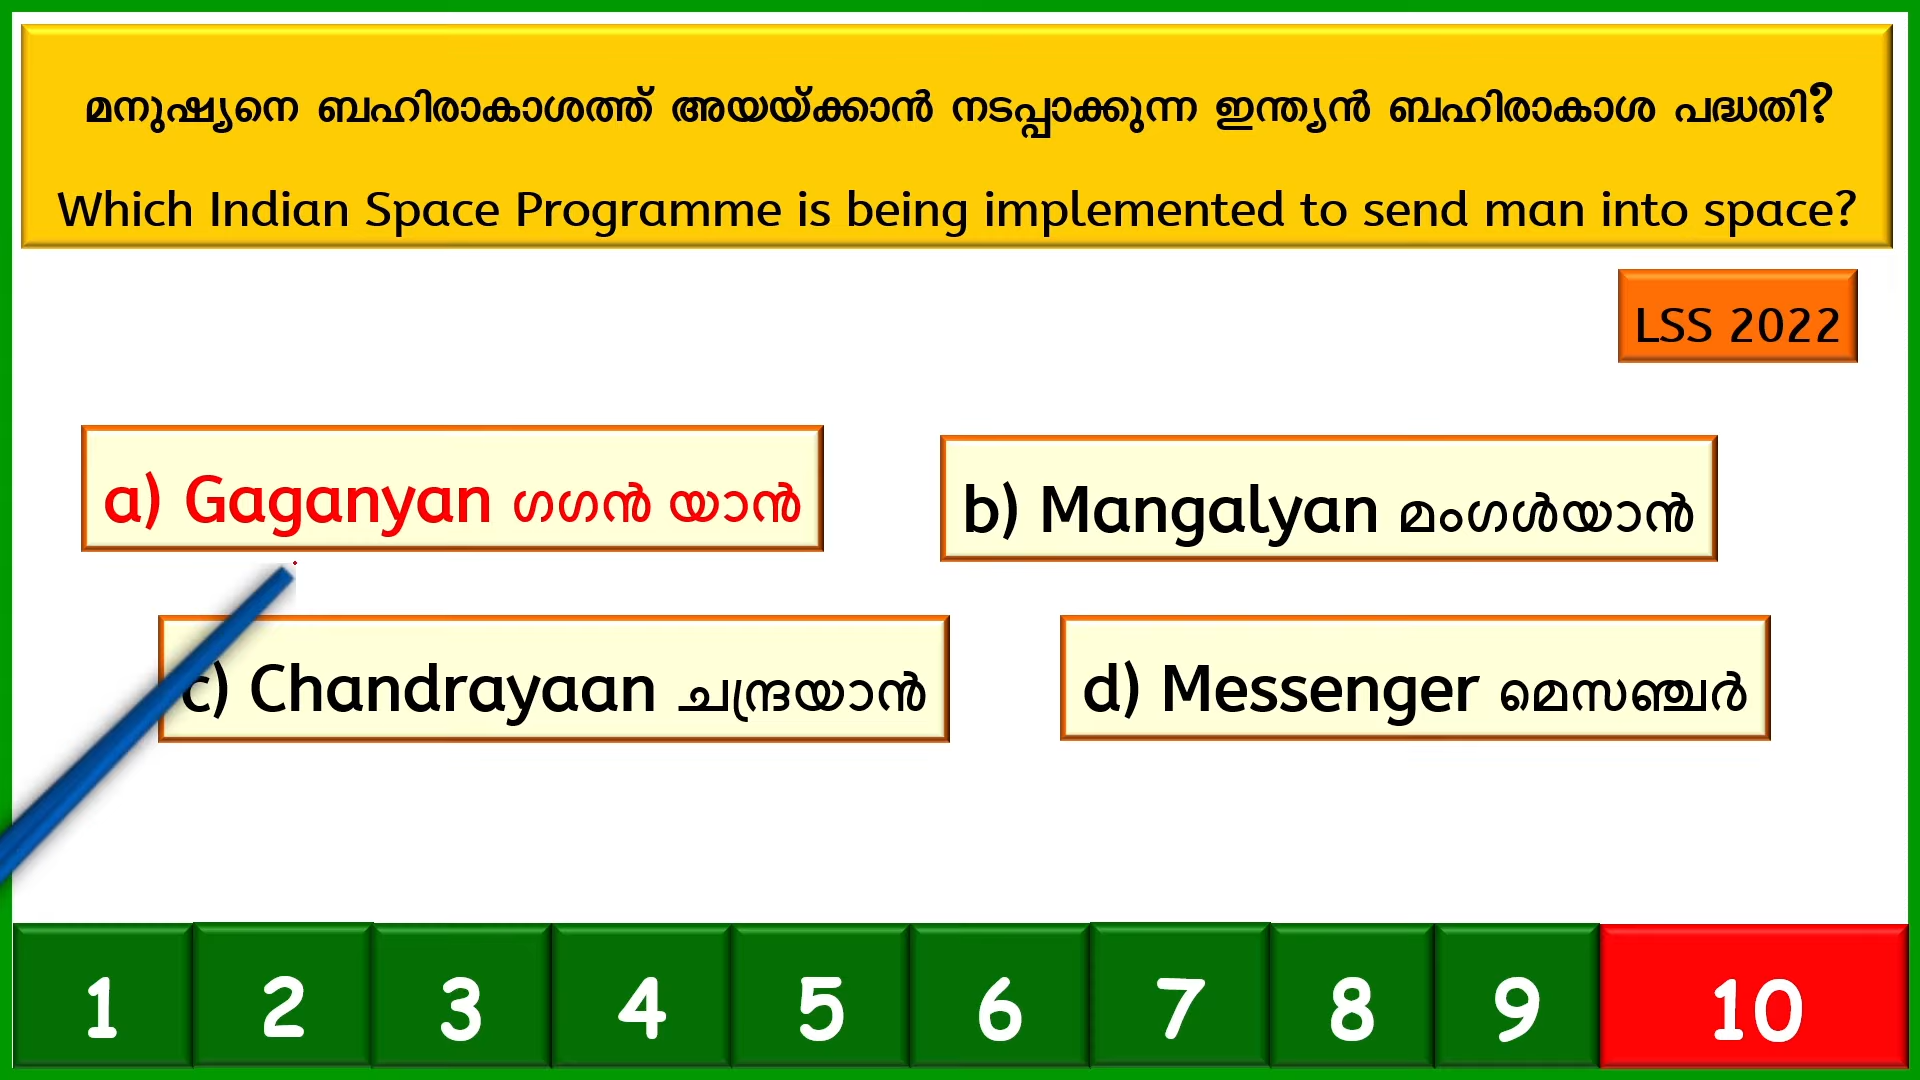 മനുഷ്യനെ ബഹിരാകാശത്ത് അയയ്ക്കാൻ നടപ്പാക്കുന്ന ഇന്ത്യൻ ബഹിരാകാശ പദ്ധതി?
Which Indian Space Programme is being implemented to send man into space?
LSS 2022
a) Gaganyan ഗഗൻ യാൻ
b) Mangalyan മംഗൾയാൻ
c) Chandrayaan ചന്ദ്രയാൻ
d) Messenger മെസഞ്ചർ
1 2 3 4 5 6 7 8 9 10